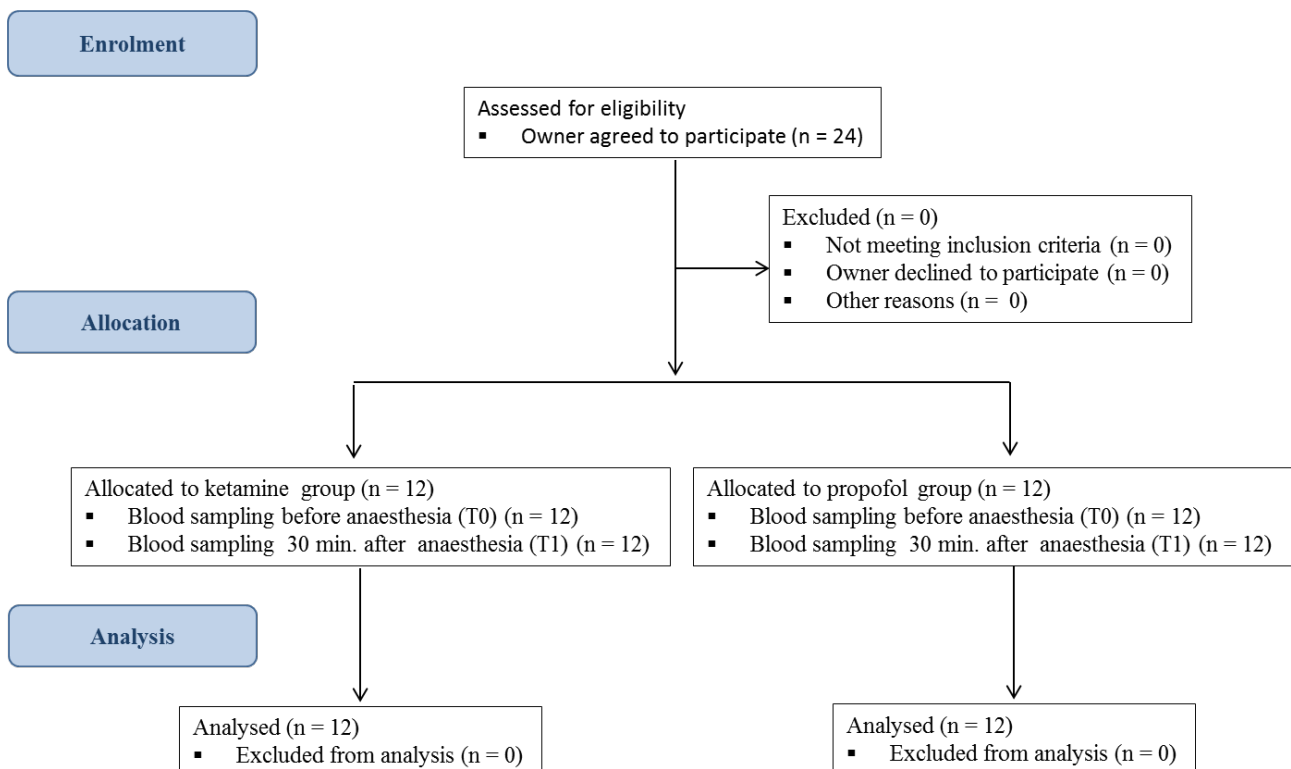 Enrolment
Assessed for eligibility
▪ Owner agreed to participate (n = 24)
Excluded (n = 0)
▪ Not meeting inclusion criteria (n = 0)
▪ Owner declined to participate (n = 0)
▪ Other reasons (n = 0)
Allocation
Allocated to ketamine group (n = 12)
▪ Blood sampling before anaesthesia (T0) (n = 12)
▪ Blood sampling 30 min. after anaesthesia (T1) (n = 12)
Allocated to propofol group (n = 12)
▪ Blood sampling before anaesthesia (T0) (n = 12)
▪ Blood sampling 30 min. after anaesthesia (T1) (n = 12)
Analysis
Analysed (n = 12)
▪ Excluded from analysis (n = 0)
Analysed (n = 12)
▪ Excluded from analysis (n = 0)